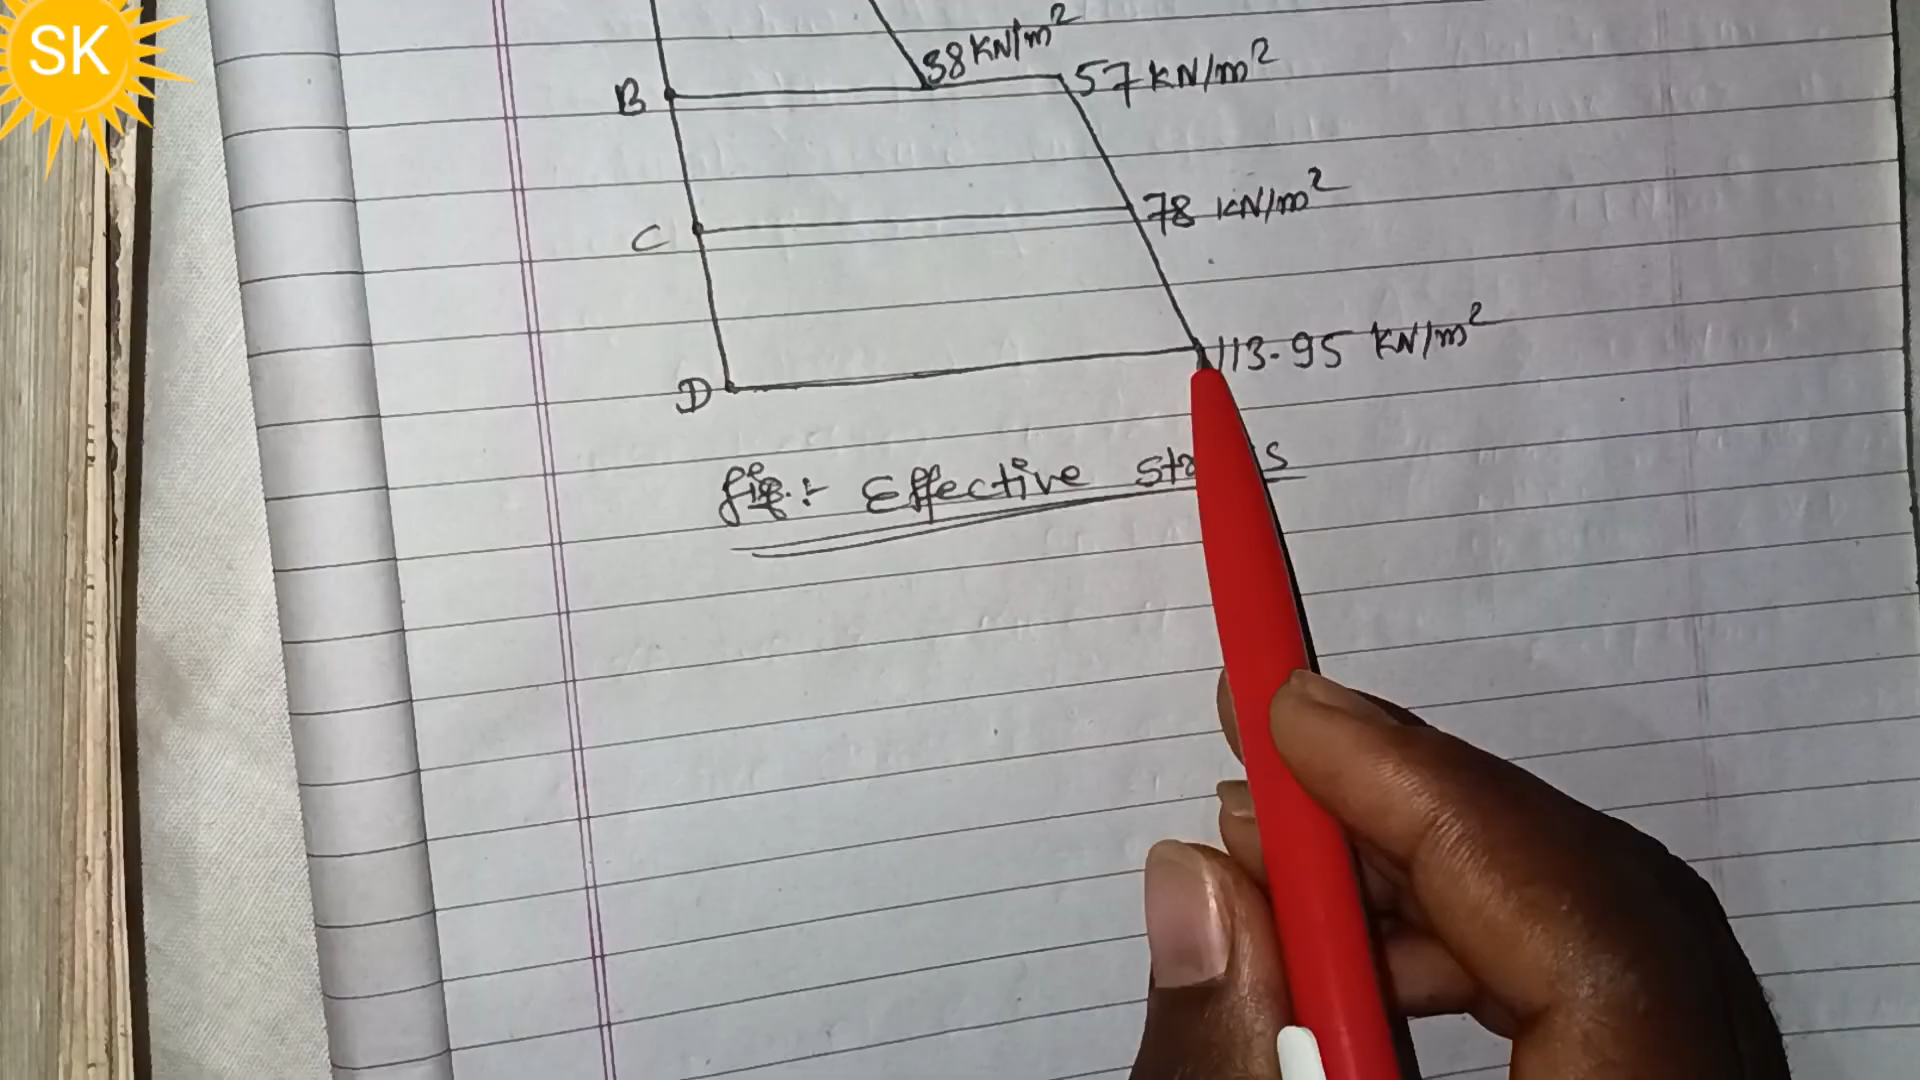 SK
38 KN/m²
B 57 KN/m²
C 78 KN/m²
D 113.95 KN/m²
fig.:- Effective